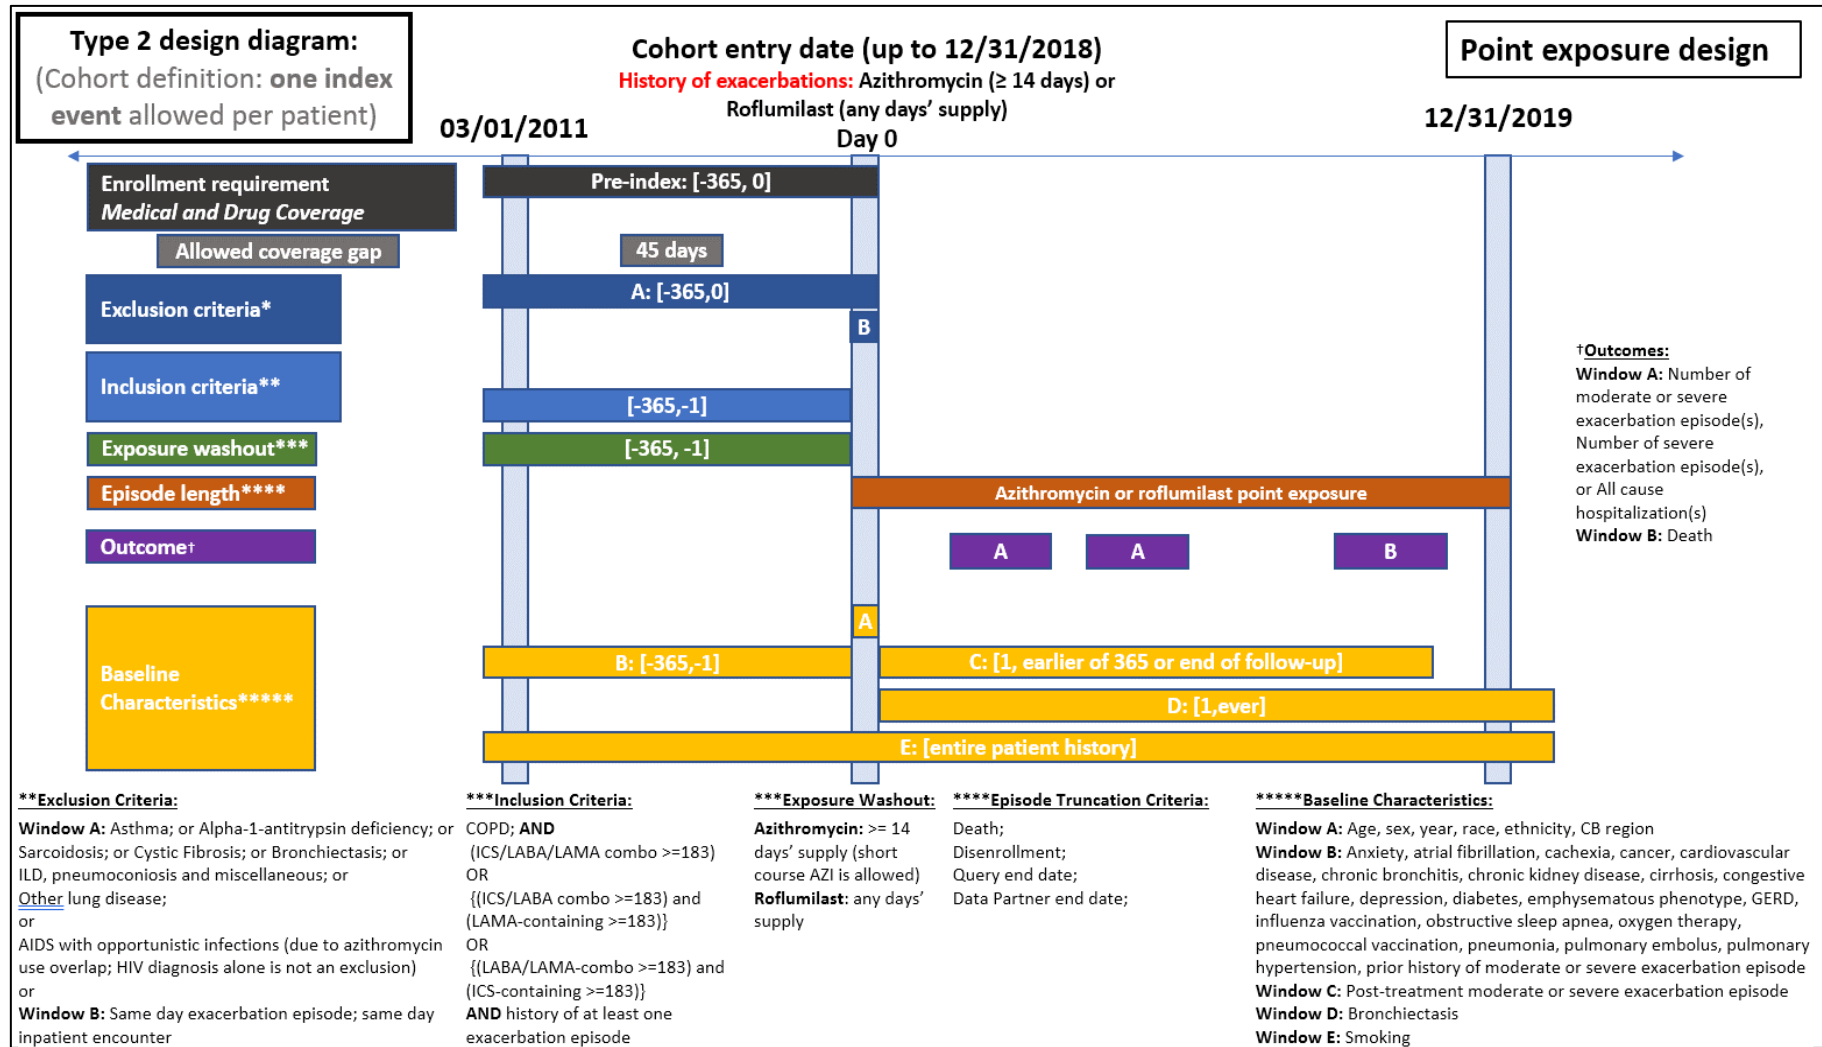 Type 2 design diagram:
(Cohort definition: one index
event allowed per patient)
Cohort entry date (up to 12/31/2018)
History of exacerbations: Azithromycin (≥ 14 days) or
Roflumilast (any days' supply)
Day 0
Point exposure design
03/01/2011
12/31/2019
Enrollment requirement
Medical and Drug Coverage
Pre-index: [-365, 0]
Allowed coverage gap
45 days
Exclusion criteria*
A: [-365,0]
B
Inclusion criteria**
[-365,-1]
Exposure washout***
[-365, -1]
Episode length****
Azithromycin or roflumilast point exposure
Outcome†
A
A
B
†Outcomes:
Window A: Number of
moderate or severe
exacerbation episode(s),
Number of severe
exacerbation episode(s),
or All cause
hospitalization(s)
Window B: Death
Baseline
Characteristics*****
A
B: [-365,-1]
C: [1, earlier of 365 or end of follow-up]
D: [1,ever]
E: [entire patient history]
**Exclusion Criteria:
Window A: Asthma; or Alpha-1-antitrypsin deficiency; or
Sarcoidosis; or Cystic Fibrosis; or Bronchiectasis; or
ILD, pneumoconiosis and miscellaneous; or
Other lung disease;
or
AIDS with opportunistic infections (due to azithromycin
use overlap; HIV diagnosis alone is not an exclusion)
or
Window B: Same day exacerbation episode; same day
inpatient encounter
***Inclusion Criteria:
COPD; AND
(ICS/LABA/LAMA combo >=183)
OR
{(ICS/LABA combo >=183) and
(LAMA-containing >=183)}
OR
{(LABA/LAMA-combo >=183) and
(ICS-containing >=183)}
AND history of at least one
exacerbation episode
***Exposure Washout:
Azithromycin: >= 14
days' supply (short
course AZI is allowed)
Roflumilast: any days'
supply
****Episode Truncation Criteria:
Death;
Disenrollment;
Query end date;
Data Partner end date;
*****Baseline Characteristics:
Window A: Age, sex, year, race, ethnicity, CB region
Window B: Anxiety, atrial fibrillation, cachexia, cancer, cardiovascular
disease, chronic bronchitis, chronic kidney disease, cirrhosis, congestive
heart failure, depression, diabetes, emphysematous phenotype, GERD,
influenza vaccination, obstructive sleep apnea, oxygen therapy,
pneumococcal vaccination, pneumonia, pulmonary embolus, pulmonary
hypertension, prior history of moderate or severe exacerbation episode
Window C: Post-treatment moderate or severe exacerbation episode
Window D: Bronchiectasis
Window E: Smoking